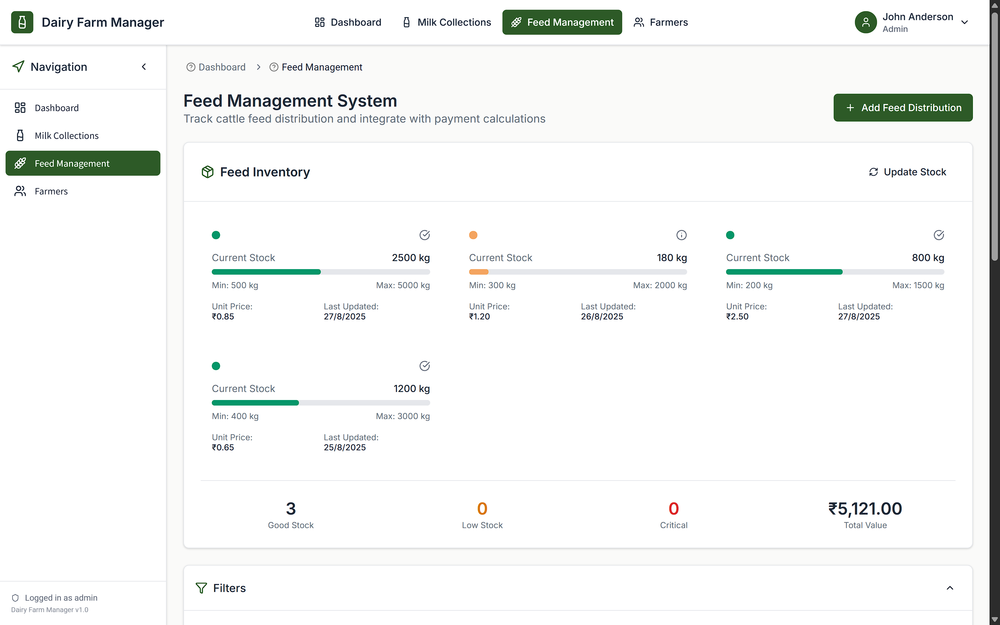 Dairy Farm Manager
Dashboard
Milk Collections
Feed Management
Farmers
John Anderson
Admin
Navigation
Dashboard
Milk Collections
Feed Management
Farmers
Logged in as admin
Dairy Farm Manager v1.0
Dashboard
Feed Management
Feed Management System
Track cattle feed distribution and integrate with payment calculations
+ Add Feed Distribution
Feed Inventory
Update Stock
Current Stock 2500 kg
Min: 500 kg Max: 5000 kg
Unit Price: Last Updated:
₹0.85 27/8/2025
Current Stock 180 kg
Min: 300 kg Max: 2000 kg
Unit Price: Last Updated:
₹1.20 26/8/2025
Current Stock 800 kg
Min: 200 kg Max: 1500 kg
Unit Price: Last Updated:
₹2.50 27/8/2025
Current Stock 1200 kg
Min: 400 kg Max: 3000 kg
Unit Price: Last Updated:
₹0.65 25/8/2025
3
Good Stock
0
Low Stock
0
Critical
₹5,121.00
Total Value
Filters